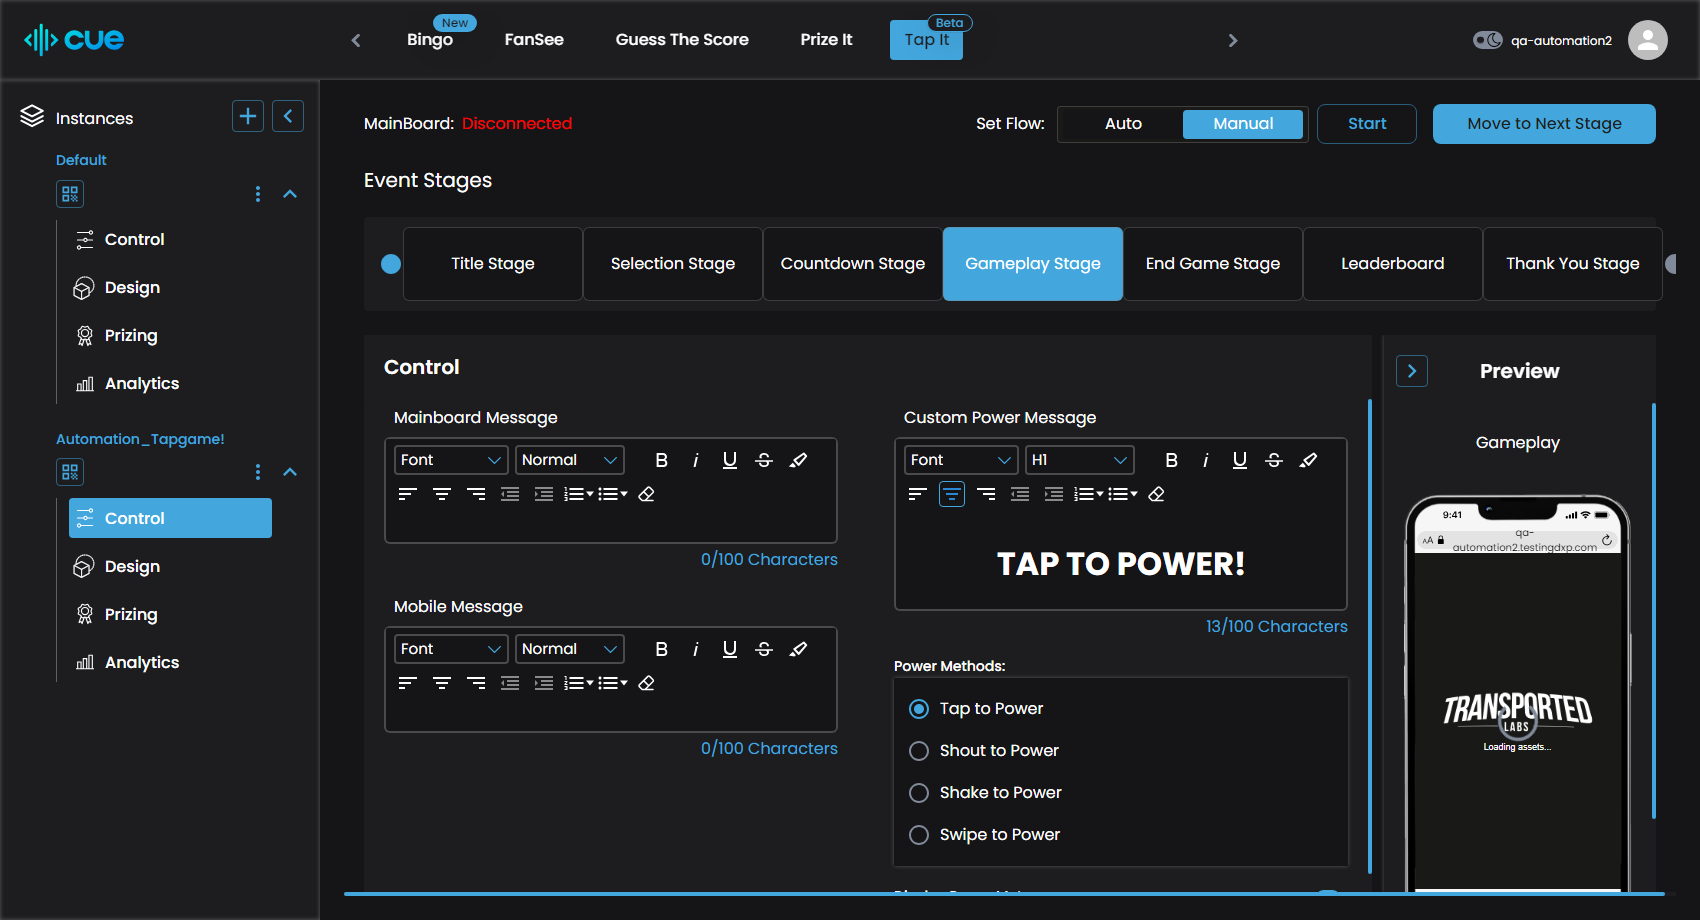 cue
New
Bingo
FanSee
Guess The Score
Prize It
Beta
Tap It
qa-automation2
Instances
Default
Control
Design
Prizing
Analytics
Automation_Tapgame!
Control
Design
Prizing
Analytics
MainBoard: Disconnected
Set Flow:
Auto
Manual
Start
Move to Next Stage
Event Stages
Title Stage
Selection Stage
Countdown Stage
Gameplay Stage
End Game Stage
Leaderboard
Thank You Stage
Control
Mainboard Message
Font
Normal
B i U S
0/100 Characters
Mobile Message
Font
Normal
B i U S
0/100 Characters
Custom Power Message
Font
H1
B i U S
TAP TO POWER!
13/100 Characters
Power Methods:
Tap to Power
Shout to Power
Shake to Power
Swipe to Power
Preview
Gameplay
9:41
AA
qa-
automation2.testingdxp.com
TRANSPORTED
LABS
Loading assets...